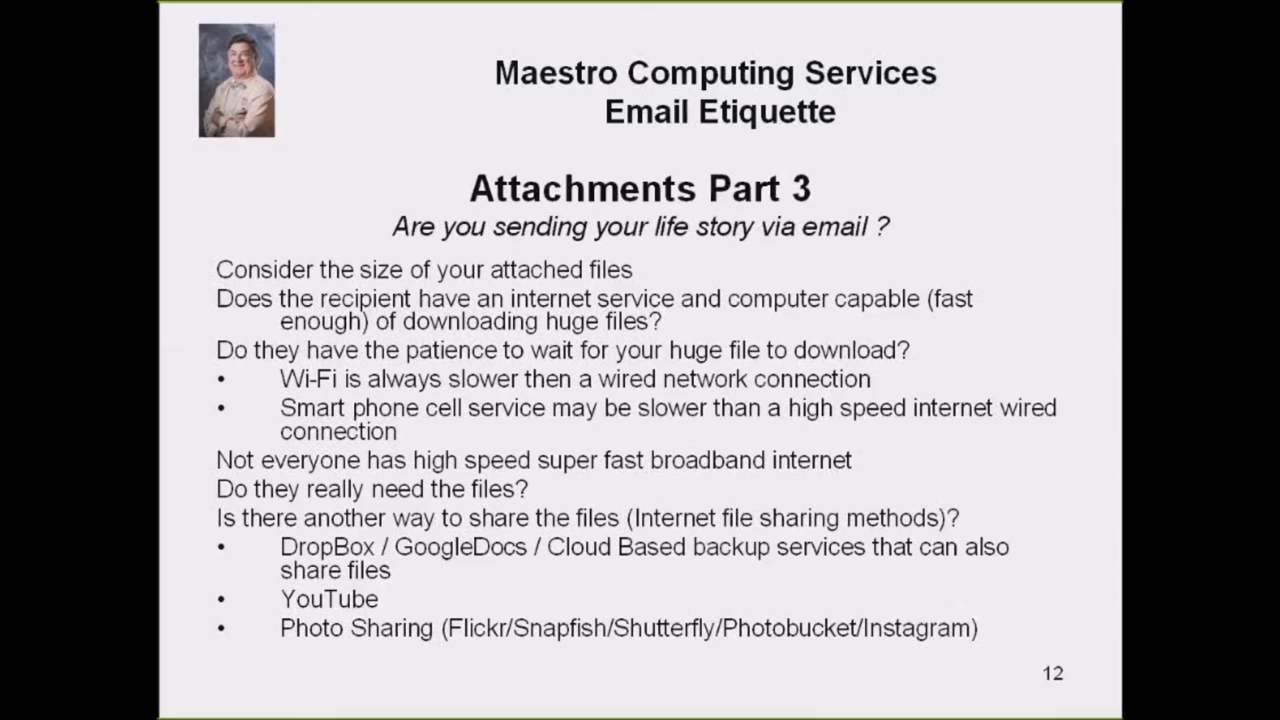 Maestro Computing Services
Email Etiquette
Attachments Part 3
Are you sending your life story via email ?
Consider the size of your attached files
Does the recipient have an internet service and computer capable (fast
enough) of downloading huge files?
Do they have the patience to wait for your huge file to download?
• Wi-Fi is always slower then a wired network connection
• Smart phone cell service may be slower than a high speed internet wired
connection
Not everyone has high speed super fast broadband internet
Do they really need the files?
Is there another way to share the files (Internet file sharing methods)?
• DropBox / GoogleDocs / Cloud Based backup services that can also
share files
• YouTube
• Photo Sharing (Flickr/Snapfish/Shutterfly/Photobucket/Instagram)
12